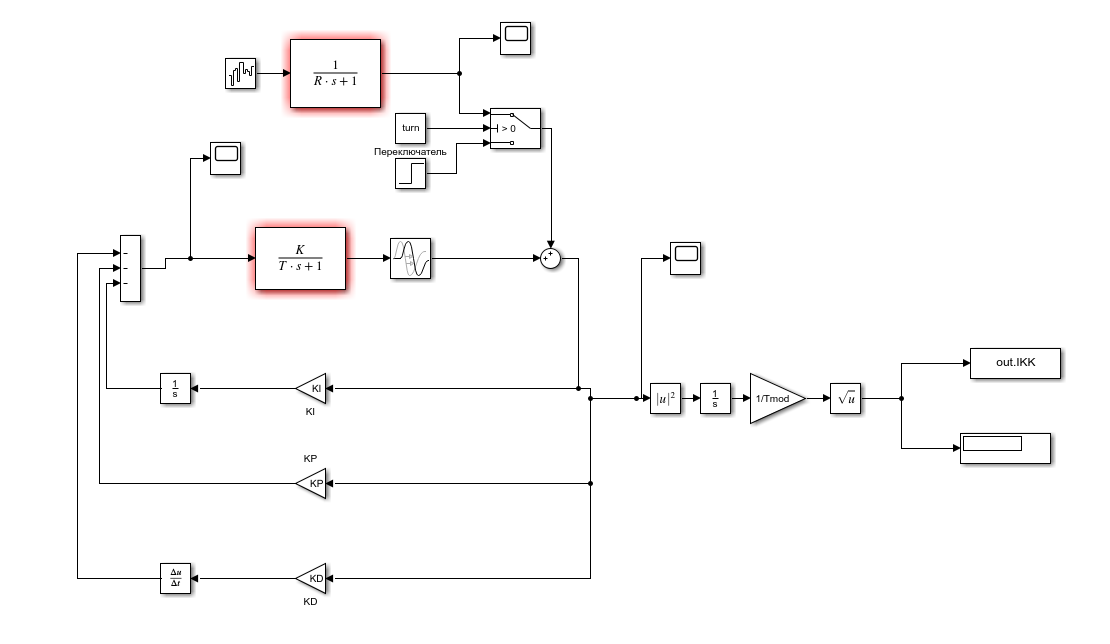 1
R · s + 1
turn
> 0
Переключатель
K
T · s + 1
1
s
KI
KI
|u|²
1
s
1/Tmod
√u
out.IKK
KP
KP
Δu
Δt
KD
KD